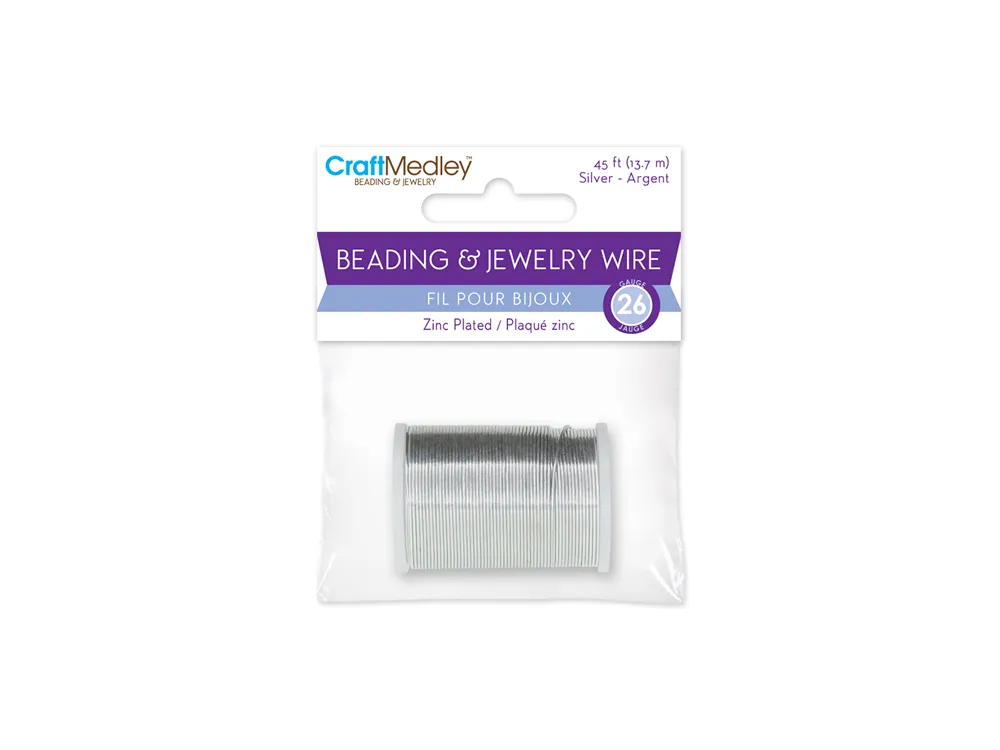 CraftMedley™
BEADING & JEWELRY
45 ft (13.7 m)
Silver - Argent
BEADING & JEWELRY WIRE
FIL POUR BIJOUX
GAUGE
26
JAUGE
Zinc Plated / Plaqué zinc